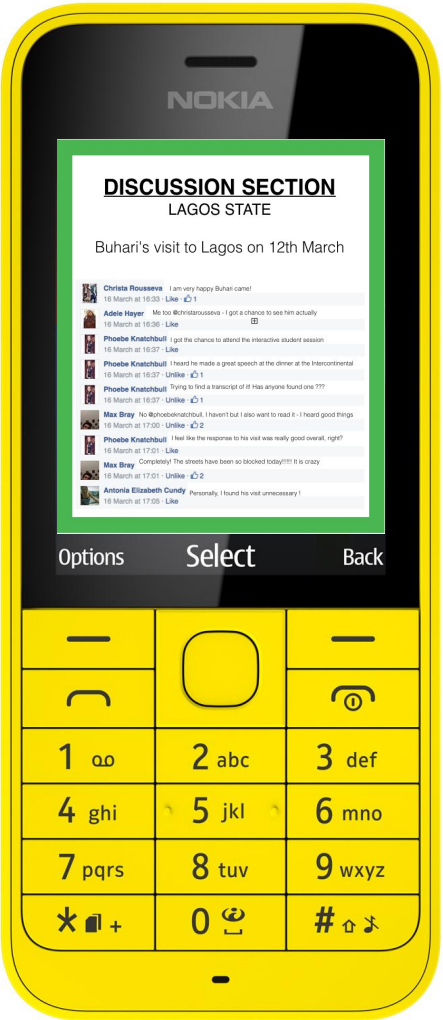 NOKIA
DISCUSSION SECTION
LAGOS STATE
Buhari's visit to Lagos on 12th March
Christa Rousseva I am very happy Buhari came!
16 March at 16:33 · Like · 1
Adele Hayer Me too @christarousseva - I got a chance to see him actually
16 March at 16:36 · Like
Phoebe Knatchbull I got the chance to attend the interactive student session
16 March at 16:37 · Like
Phoebe Knatchbull I heard he made a great speech at the dinner at the Intercontinental
16 March at 16:37 · Unlike · 1
Phoebe Knatchbull Trying to find a transcript of it! Has anyone found one ???
16 March at 16:37 · Unlike · 1
Max Bray No @phoebeknatchbull, I haven't but I also want to read it - I heard good things
16 March at 17:00 · Unlike · 2
Phoebe Knatchbull I feel like the response to his visit was really good overall, right?
16 March at 17:01 · Like
Max Bray Completely! The streets have been so blocked today!!!!!! It is crazy
16 March at 17:01 · Unlike · 2
Antonia Elizabeth Cundy Personally, I found his visit unnecessary !
16 March at 17:05 · Like
Options Select Back
1 2 abc 3 def
4 ghi 5 jkl 6 mno
7 pqrs 8 tuv 9 wxyz
* + 0 #